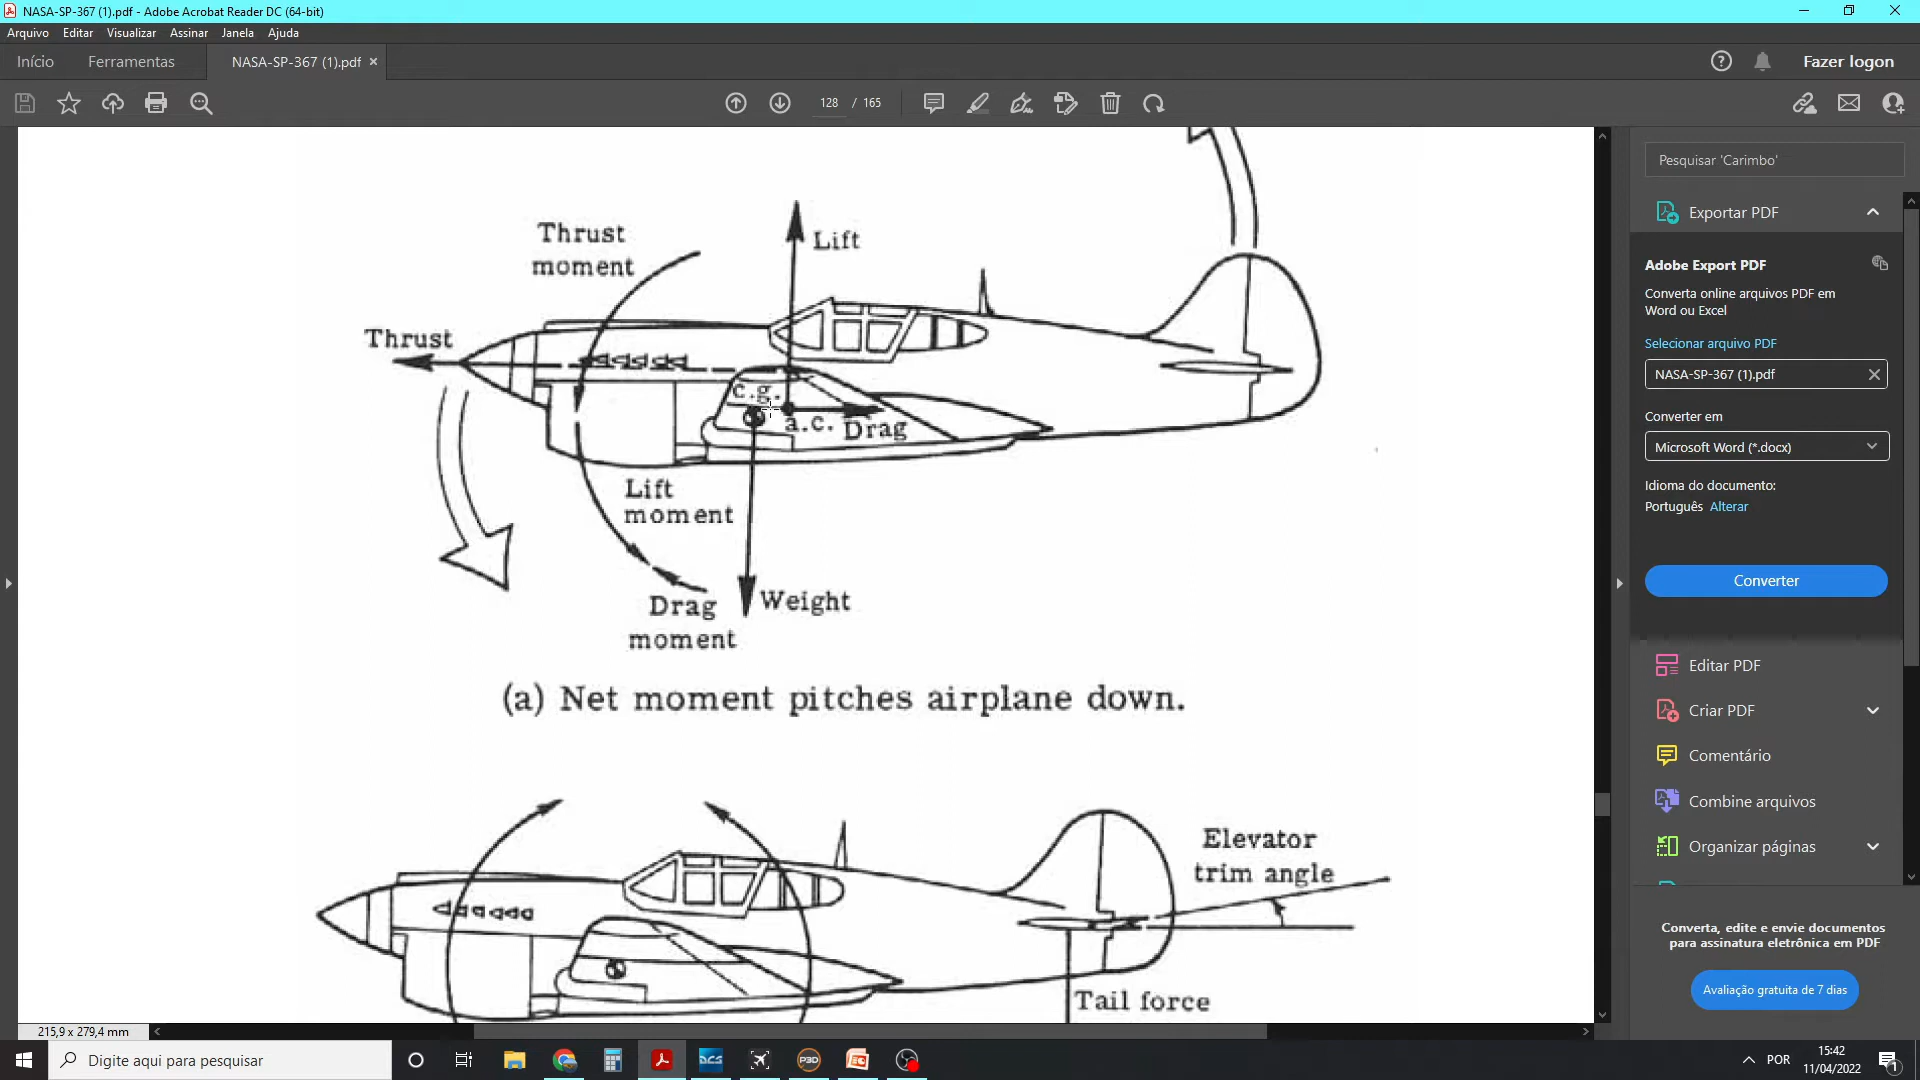 NASA-SP-367 (1).pdf - Adobe Acrobat Reader DC (64-bit)
Arquivo Editar Visualizar Assinar Janela Ajuda
Início Ferramentas NASA-SP-367 (1).pdf Fazer logon
128 / 165
Thrust
moment
Lift
Thrust
c.g.
a.c. Drag
Lift
moment
Weight
Drag
moment
(a) Net moment pitches airplane down.
Elevator
trim angle
Tail force
Pesquisar 'Carimbo'
Exportar PDF
Adobe Export PDF
Converta online arquivos PDF em
Word ou Excel
Selecionar arquivo PDF
NASA-SP-367 (1).pdf
Converter em
Microsoft Word (*.docx)
Idioma do documento:
Português Alterar
Converter
Editar PDF
Criar PDF
Comentário
Combine arquivos
Organizar páginas
Converta, edite e envie documentos
para assinatura eletrônica em PDF
Avaliação gratuita de 7 dias
215,9 x 279,4 mm
Digite aqui para pesquisar
DCS
P3D
POR
15:42
11/04/2022
1